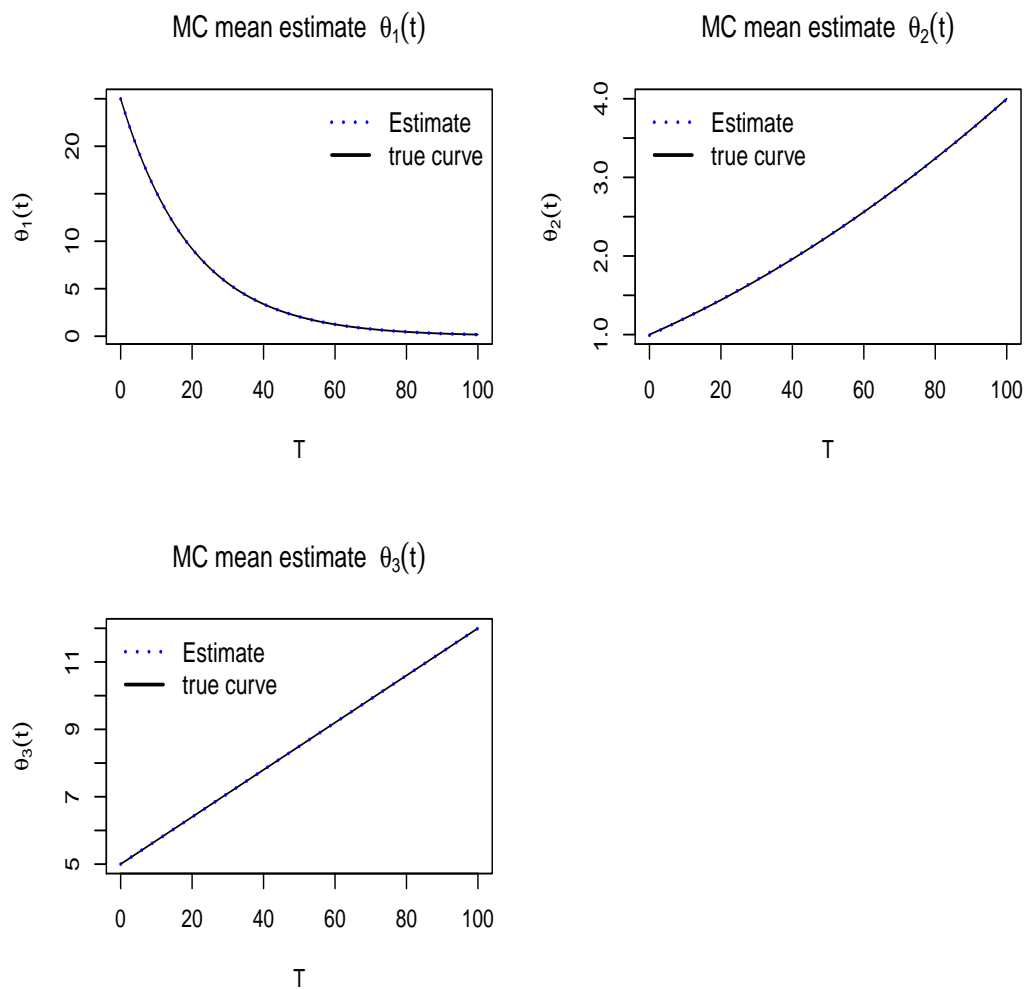 MC mean estimate θ₁(t)
θ₁(t)
20
10
5
0
Estimate
true curve
0 20 40 60 80 100
T
MC mean estimate θ₂(t)
θ₂(t)
4.0
3.0
2.0
1.0
Estimate
true curve
0 20 40 60 80 100
T
MC mean estimate θ₃(t)
θ₃(t)
11
9
7
5
Estimate
true curve
0 20 40 60 80 100
T